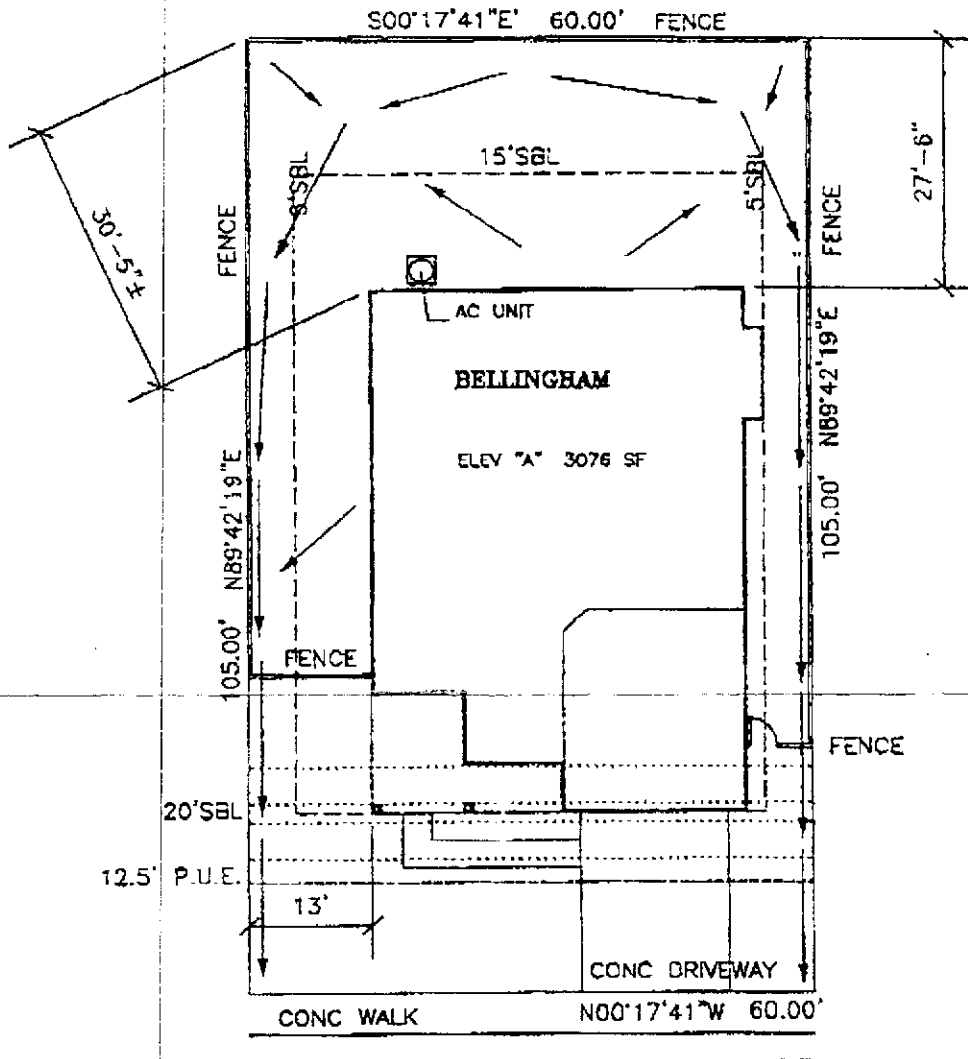 S00°17'41"E' 60.00' FENCE
15'SBL
5'SBL
27'-6"
30'-5"±
FENCE
FENCE
AC UNIT
BELLINGHAM
ELEV "A" 3076 SF
105.00' N89°42'19"E
105.00' N89°42'19"E
FENCE
FENCE
20'SBL
12.5' P.U.E.
13'
CONC DRIVEWAY
CONC WALK
N00°17'41"W 60.00'